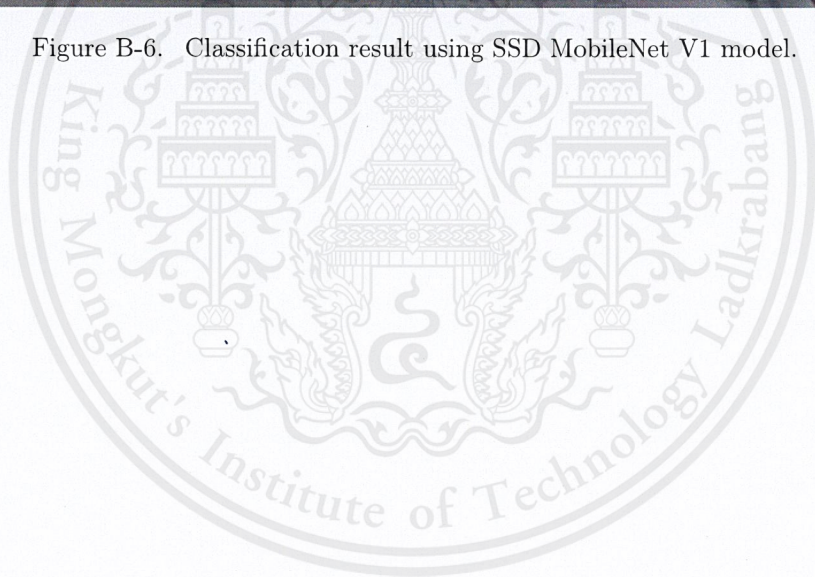 Figure B-6. Classification result using SSD MobileNet V1 model.
King Mongkut's Institute of Technology Ladkrabang